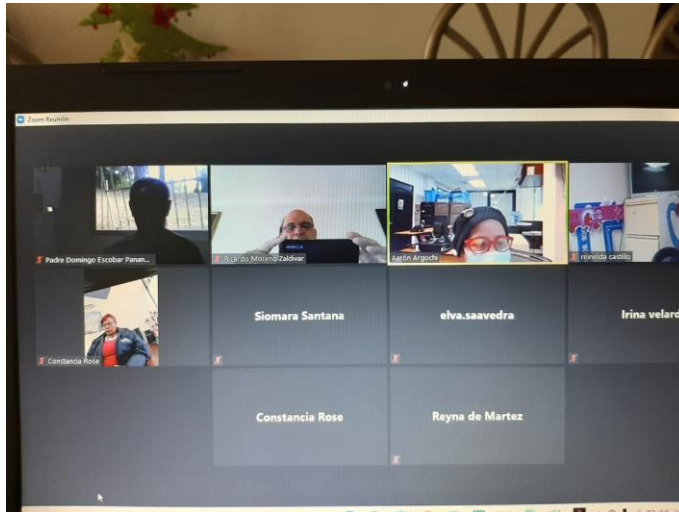 Zoom Reunión
Padre Domingo Escobar Panan...
Ricardo Moreno Zaldivar
Aarón Argochi
reinelda castillo
Constancia Rose
Siomara Santana
elva.saavedra
Irina velard
Constancia Rose
Reyna de Martez